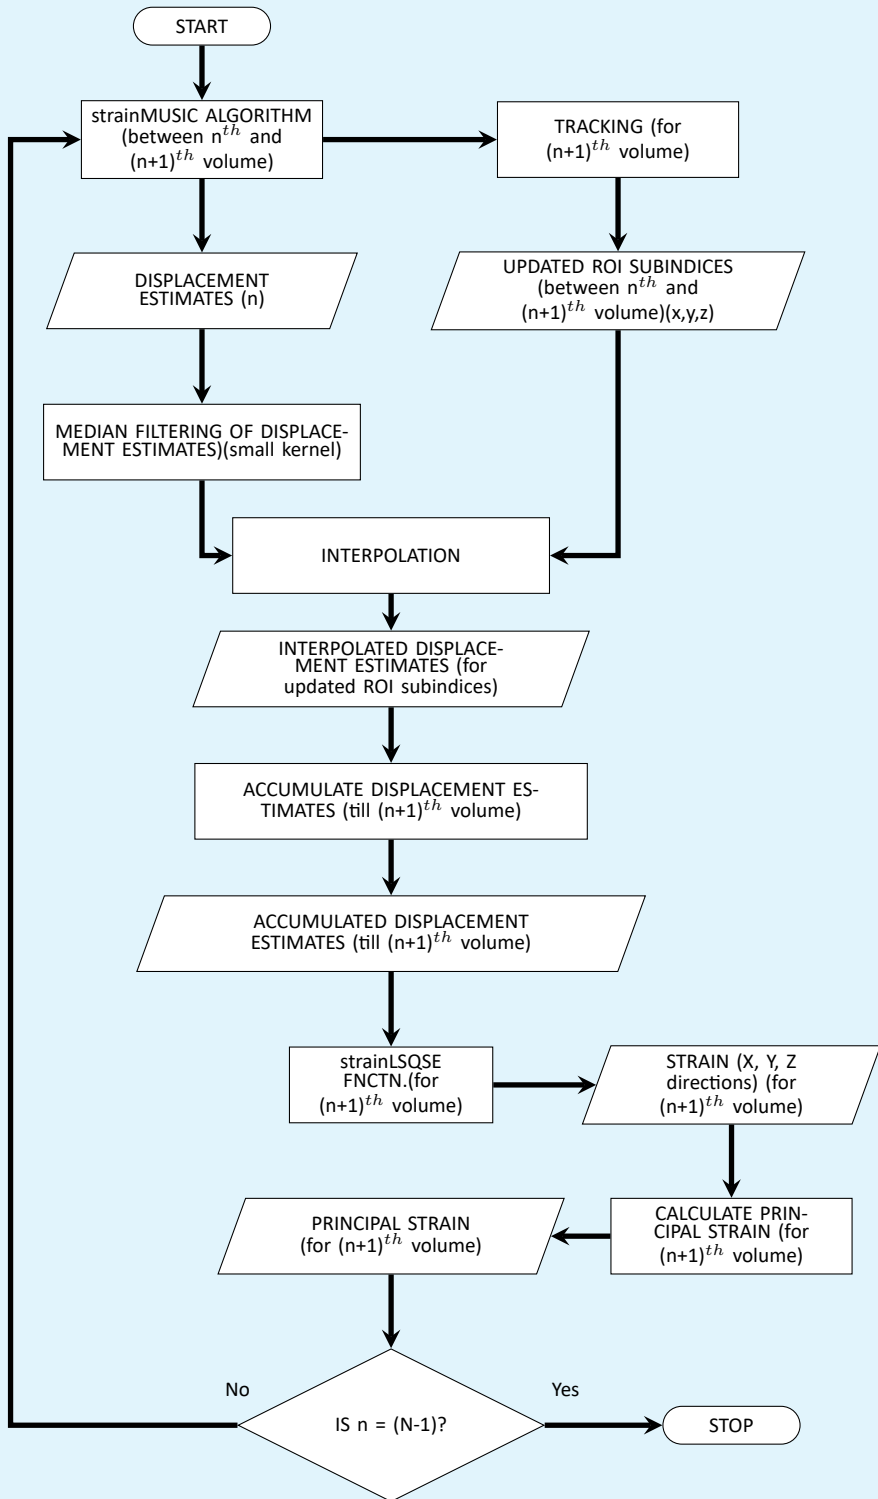 START
strainMUSIC ALGORITHM
(between n^th and
(n+1)^th volume)
TRACKING (for
(n+1)^th volume)
DISPLACEMENT
ESTIMATES (n)
UPDATED ROI SUBINDICES
(between n^th and
(n+1)^th volume)(x,y,z)
MEDIAN FILTERING OF DISPLACE-
MENT ESTIMATES)(small kernel)
INTERPOLATION
INTERPOLATED DISPLACE-
MENT ESTIMATES (for
updated ROI subindices)
ACCUMULATE DISPLACEMENT ES-
TIMATES (till (n+1)^th volume)
ACCUMULATED DISPLACEMENT
ESTIMATES (till (n+1)^th volume)
strainLSQSE
FNCTN.(for
(n+1)^th volume)
STRAIN (X, Y, Z
directions) (for
(n+1)^th volume)
CALCULATE PRIN-
CIPAL STRAIN (for
(n+1)^th volume)
PRINCIPAL STRAIN
(for (n+1)^th volume)
No
Yes
IS n = (N-1)?
STOP